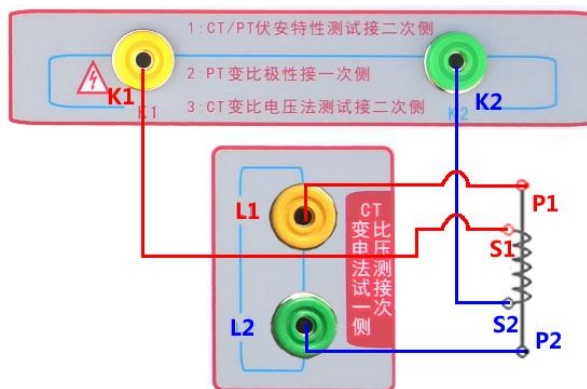 1:CT/PT伏安特性测试接二次侧
2:PT变比极性接一次侧
3:CT变比电压法测试接二次侧
K1
K1
K2
K2
L1
L2
CT变电法试一侧
比压测接次
P1
S1
S2
P2